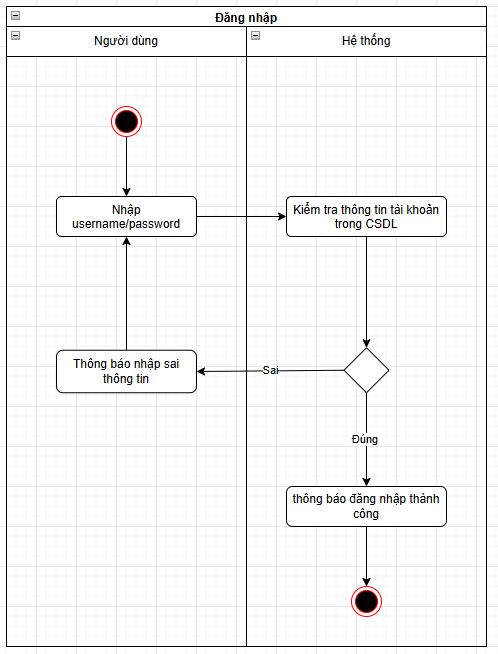 Đăng nhập
Người dùng
Hệ thống
Nhập
username/password
Kiểm tra thông tin tài khoản
trong CSDL
Thông báo nhập sai
thông tin
Sai
Đúng
thông báo đăng nhập thành
công